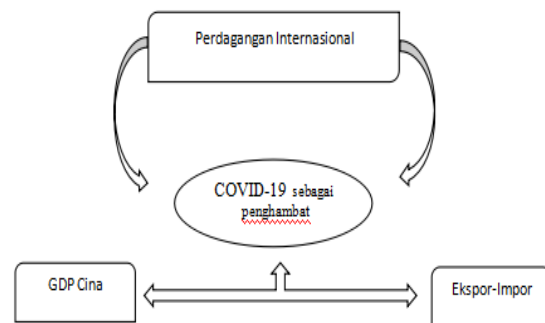 Perdagangan Internasional
COVID-19 sebagai
penghambat
GDP Cina
Ekspor-Impor